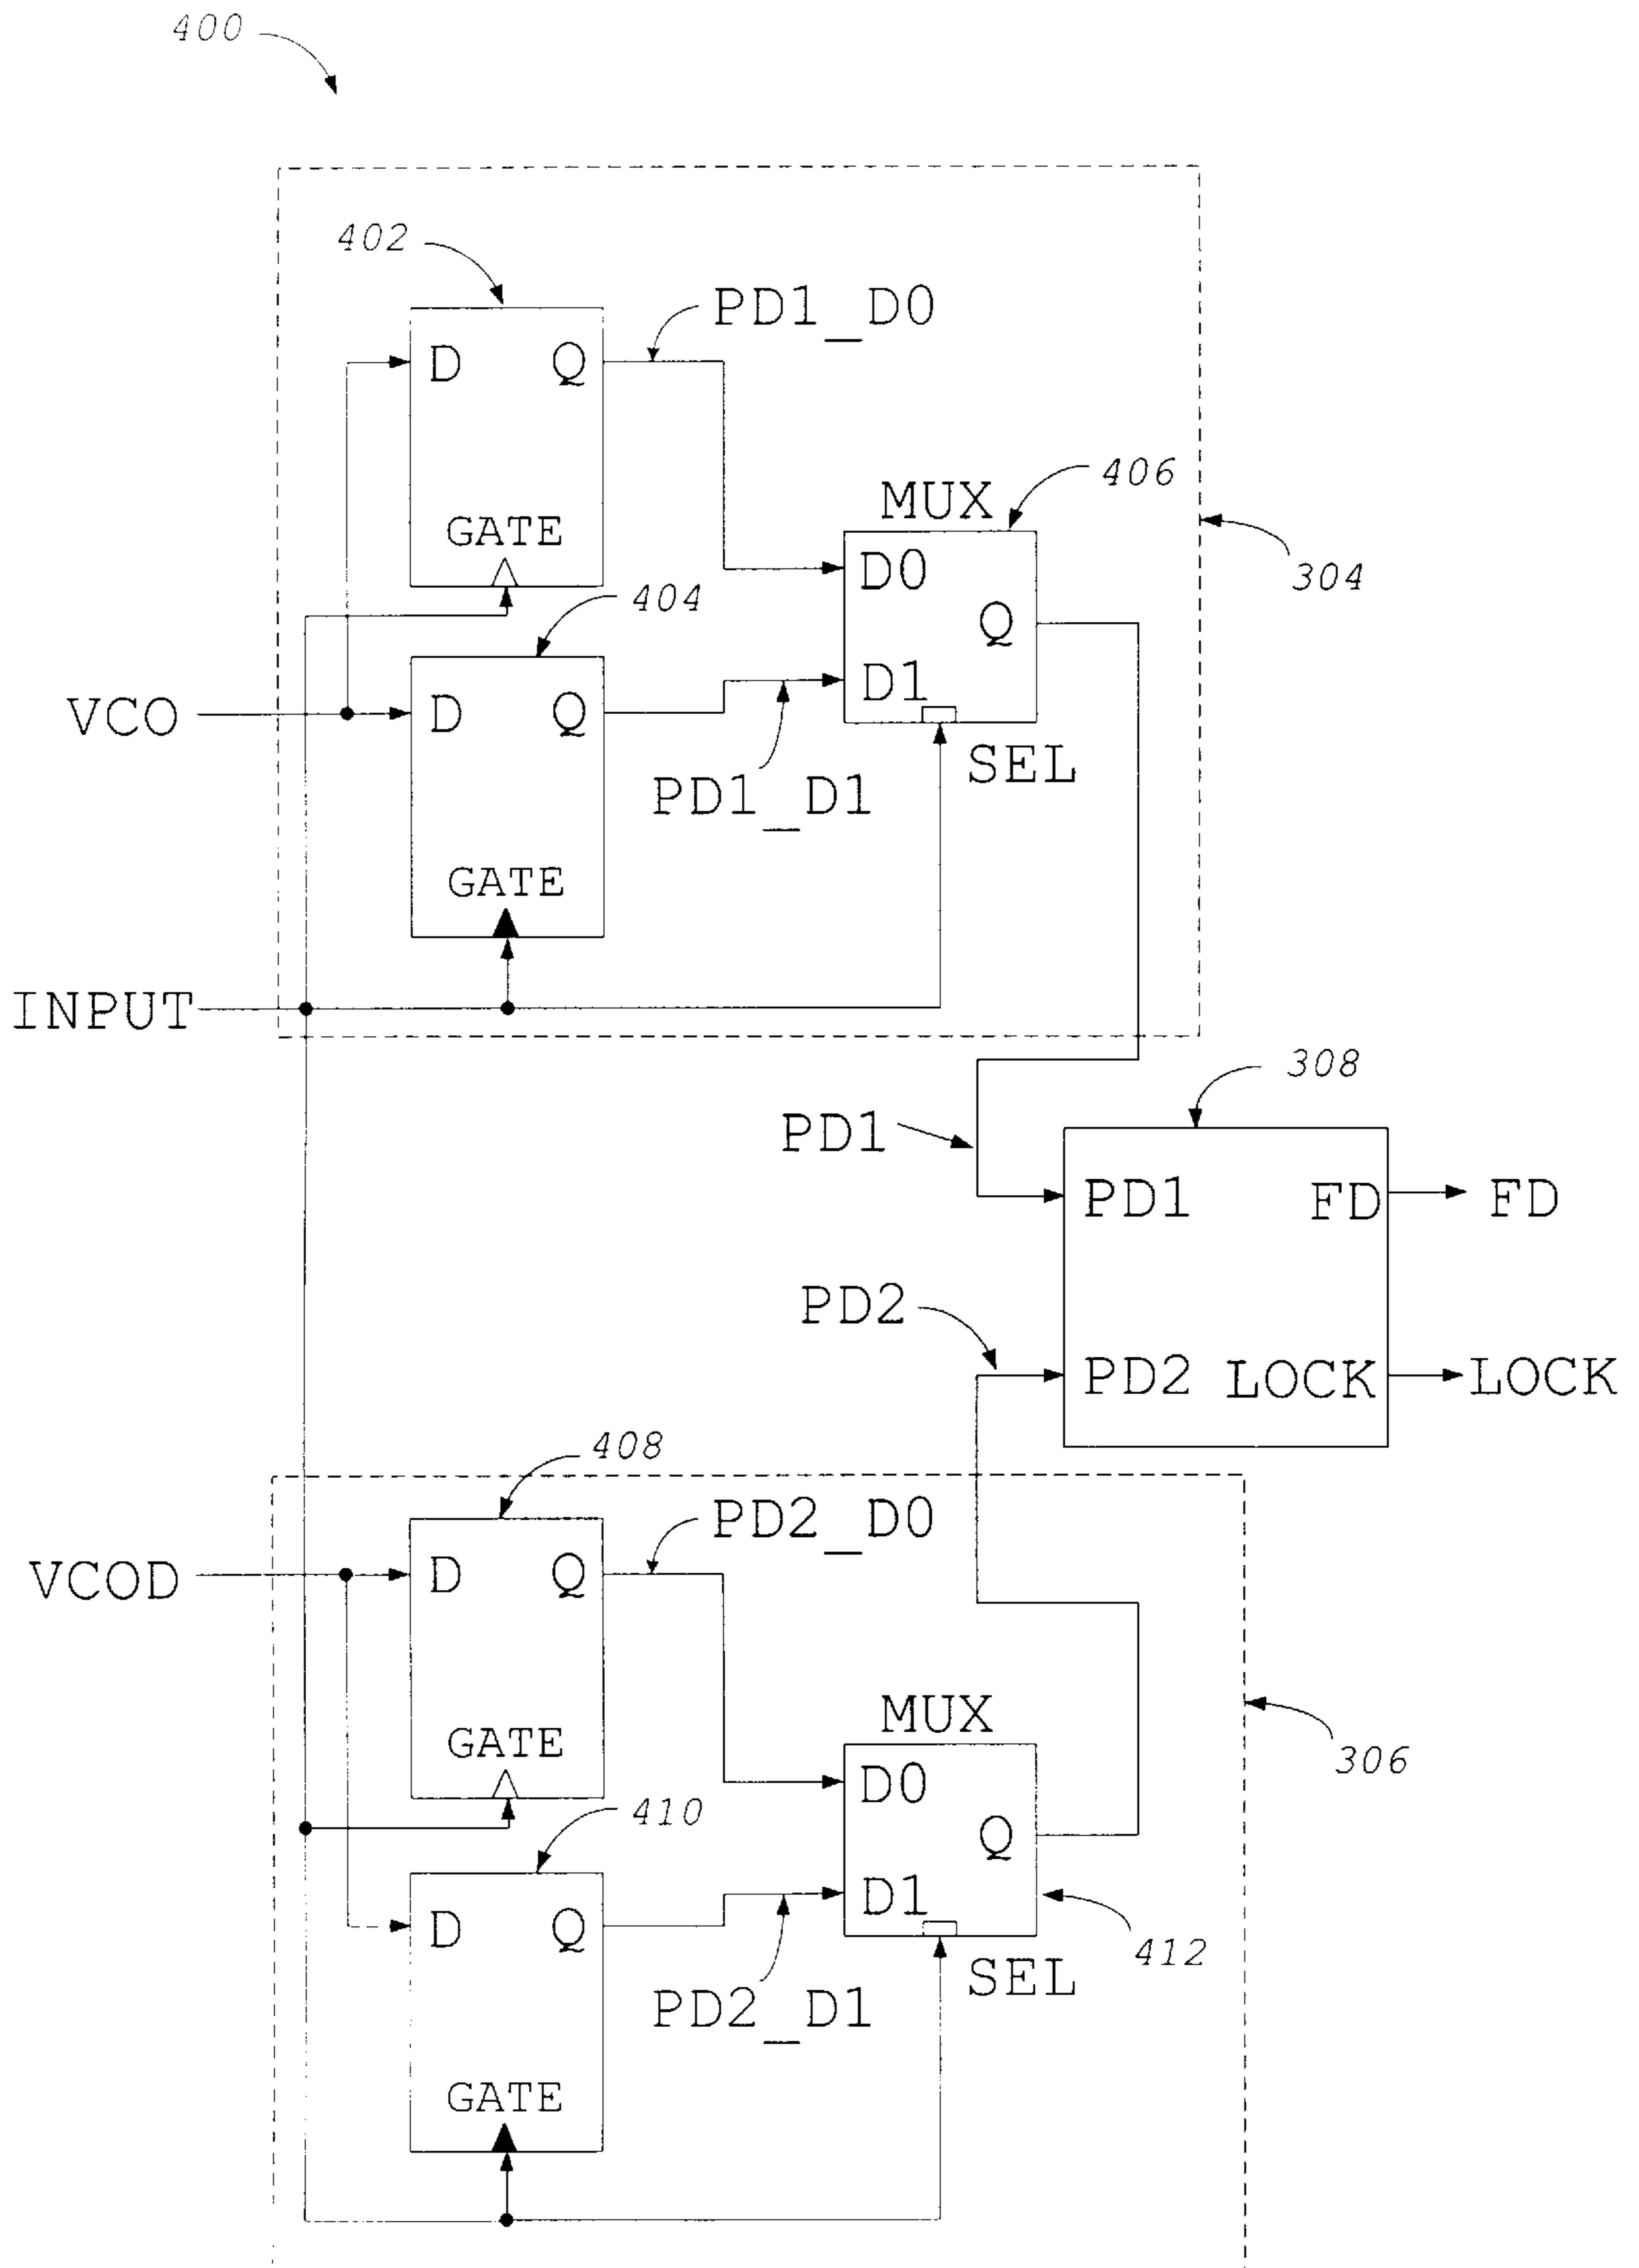 400
402
PD1_D0
D Q
GATE
MUX
406
D0
Q
D1
SEL
304
404
VCO
D Q
PD1_D1
GATE
INPUT
308
PD1
PD1 FD
FD
PD2
PD2 LOCK
LOCK
408
PD2_D0
VCOD
D Q
GATE
MUX
D0
Q
D1
SEL
306
410
412
D Q
PD2_D1
GATE